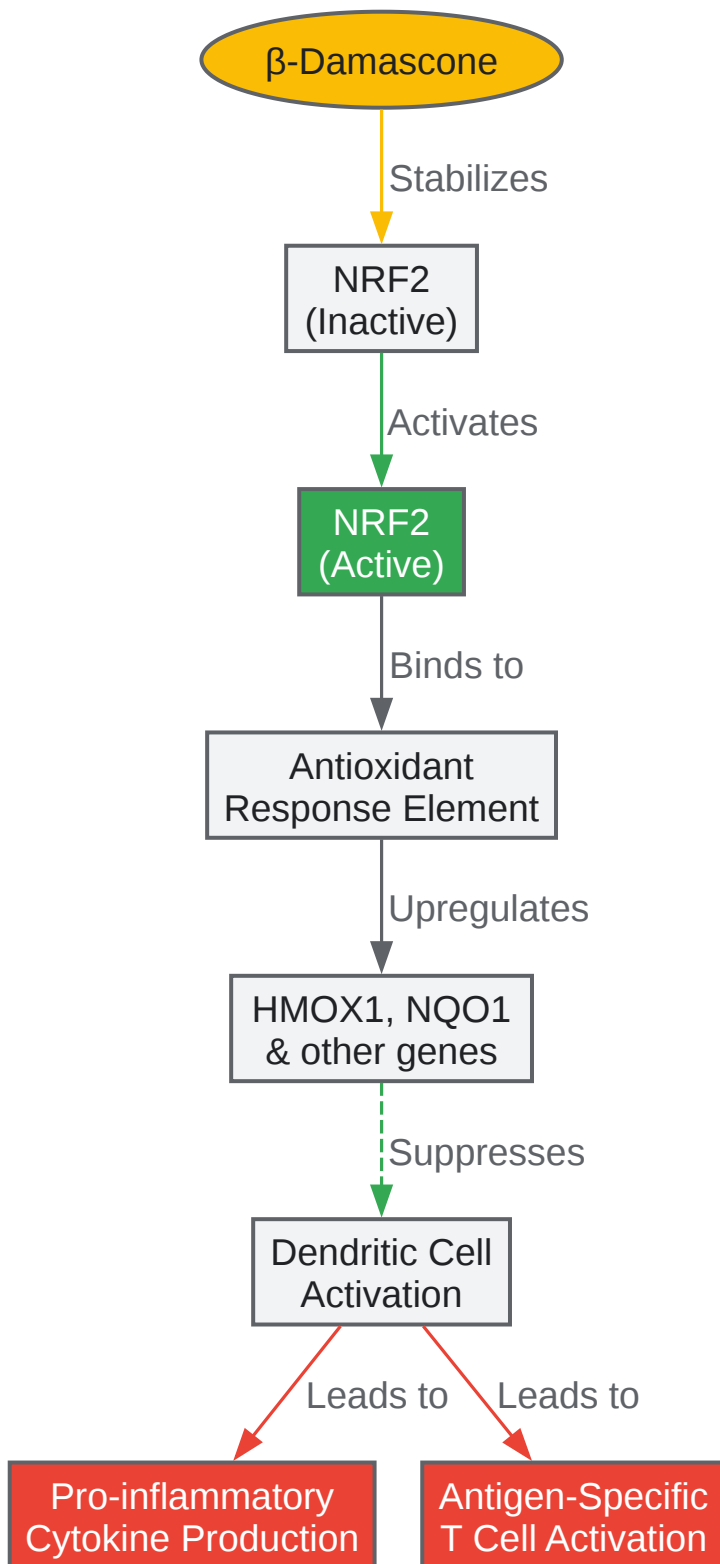 β-Damascone
Stabilizes
NRF2
(Inactive)
Activates
NRF2
(Active)
Binds to
Antioxidant
Response Element
Upregulates
HMOX1, NQO1
& other genes
Suppresses
Dendritic Cell
Activation
Leads to
Leads to
Pro-inflammatory
Cytokine Production
Antigen-Specific
T Cell Activation